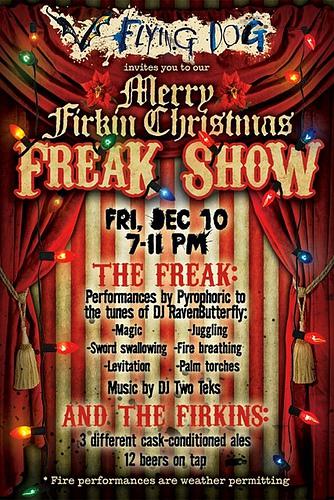 FLYING DOG
invites you to our
Merry
Firkin Christmas
FREAK SHOW
FRI, DEC 10
7-11 PM
THE FREAK:
Performances by Pyrophoric to
the tunes of DJ RavenButterfly:
-Magic -Juggling
-Sword swallowing -Fire breathing
-Levitation -Palm torches
Music by DJ Two Teks
AND THE FIRKINS:
3 different cask-conditioned ales
12 beers on tap
* Fire performances are weather permitting